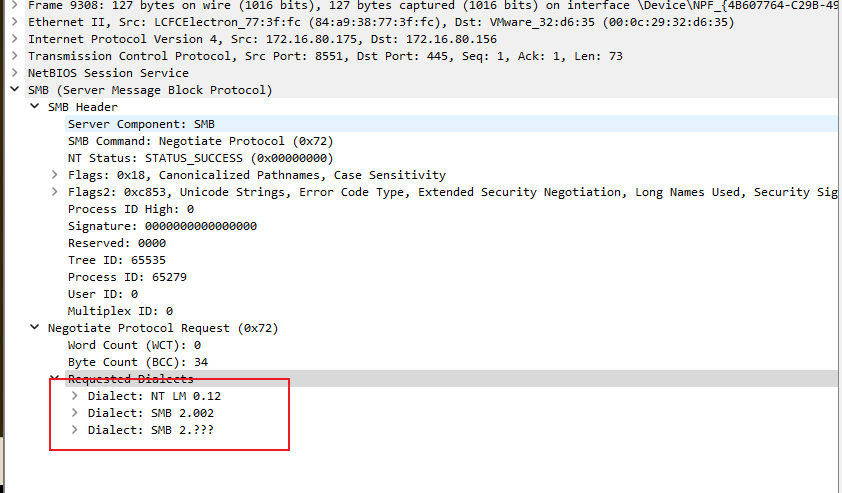 Frame 9308: 127 bytes on wire (1016 bits), 127 bytes captured (1016 bits) on interface \Device\NPF_{4B607764-C29B-49
Ethernet II, Src: LCFCElectron_77:3f:fc (84:a9:38:77:3f:fc), Dst: VMware_32:d6:35 (00:0c:29:32:d6:35)
Internet Protocol Version 4, Src: 172.16.80.175, Dst: 172.16.80.156
Transmission Control Protocol, Src Port: 8551, Dst Port: 445, Seq: 1, Ack: 1, Len: 73
NetBIOS Session Service
SMB (Server Message Block Protocol)
SMB Header
Server Component: SMB
SMB Command: Negotiate Protocol (0x72)
NT Status: STATUS_SUCCESS (0x00000000)
Flags: 0x18, Canonicalized Pathnames, Case Sensitivity
Flags2: 0xc853, Unicode Strings, Error Code Type, Extended Security Negotiation, Long Names Used, Security Sig
Process ID High: 0
Signature: 0000000000000000
Reserved: 0000
Tree ID: 65535
Process ID: 65279
User ID: 0
Multiplex ID: 0
Negotiate Protocol Request (0x72)
Word Count (WCT): 0
Byte Count (BCC): 34
Requested Dialects
Dialect: NT LM 0.12
Dialect: SMB 2.002
Dialect: SMB 2.???